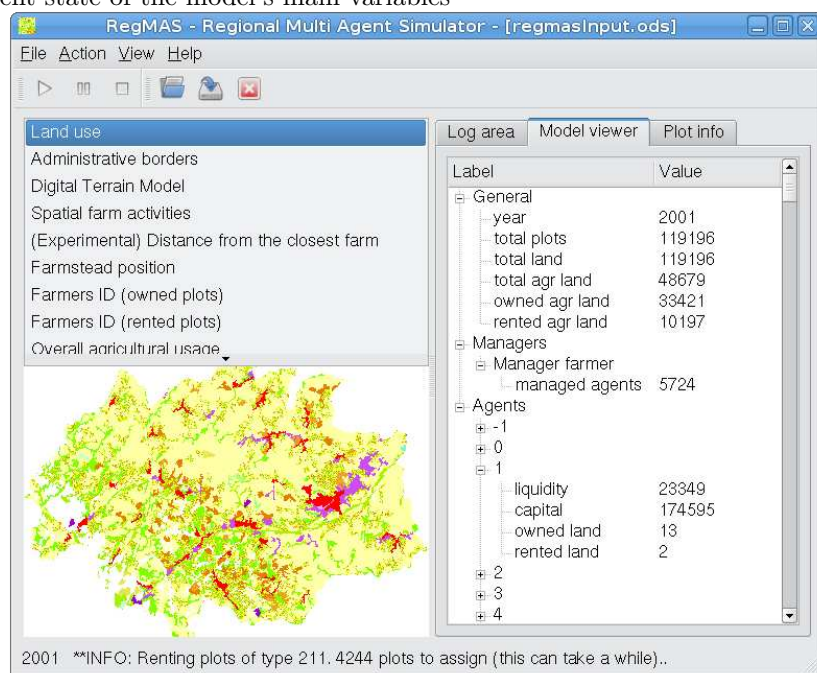 ent state of the model's main variables
RegMAS - Regional Multi Agent Simulator - [regmasInput.ods]
File Action View Help
Land use
Administrative borders
Digital Terrain Model
Spatial farm activities
(Experimental) Distance from the closest farm
Farmstead position
Farmers ID (owned plots)
Farmers ID (rented plots)
Overall agricultural usage
Log area Model viewer Plot info
Label Value
General
year 2001
total plots 119196
total land 119196
total agr land 48679
owned agr land 33421
rented agr land 10197
Managers
Manager farmer
managed agents 5724
Agents
-1
0
1
liquidity 23349
capital 174595
owned land 13
rented land 2
2
3
4
2001 **INFO: Renting plots of type 211. 4244 plots to assign (this can take a while)..